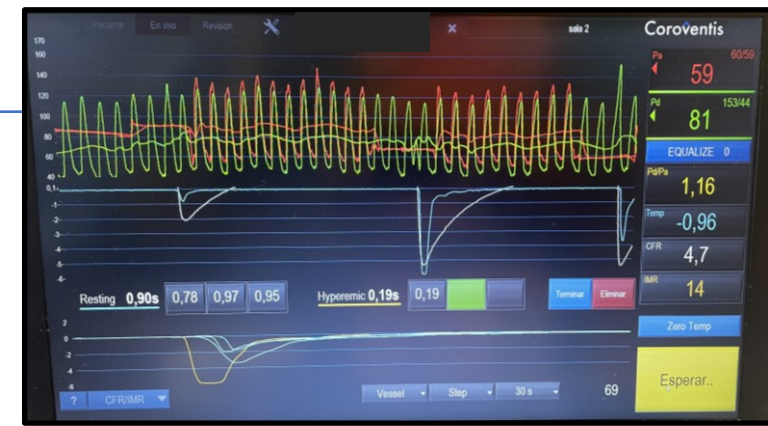 Paciente En vivo Revisión sala 2 Coroventis
170
160
140
120
100
80
60
40
Pa 60/59
59
Pd 153/44
81
EQUALIZE 0
Pd/Pa
1,16
Temp
-0,96
CFR
4,7
IMR
14
0,1
-1
-2
-3
-4
-5
-6
Resting 0,90s 0,78 0,97 0,95 Hyperemic 0,19s 0,19 Terminar Eliminar
Zero Temp
2
0
-2
-4
-6
? CFR/IMR Vessel Step 30 s 69
Esperar..